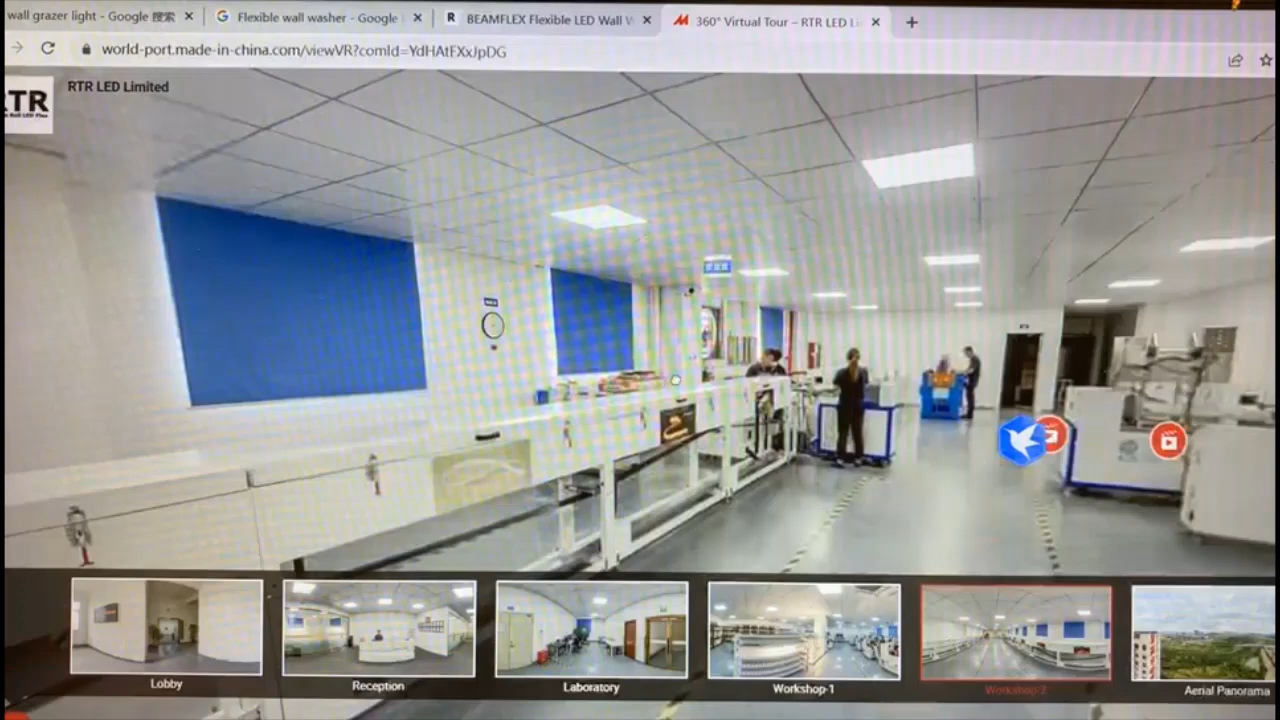 wall grazer light - Google 搜索
Flexible wall washer - Google
BEAMFLEX Flexible LED Wall W
360° Virtual Tour – RTR LED Li
world-port.made-in-china.com/viewVR?comId=YdHAtFXxJpDG
RTR
RTR LED Limited
Lobby
Reception
Laboratory
Workshop-1
Workshop-2
Aerial Panorama